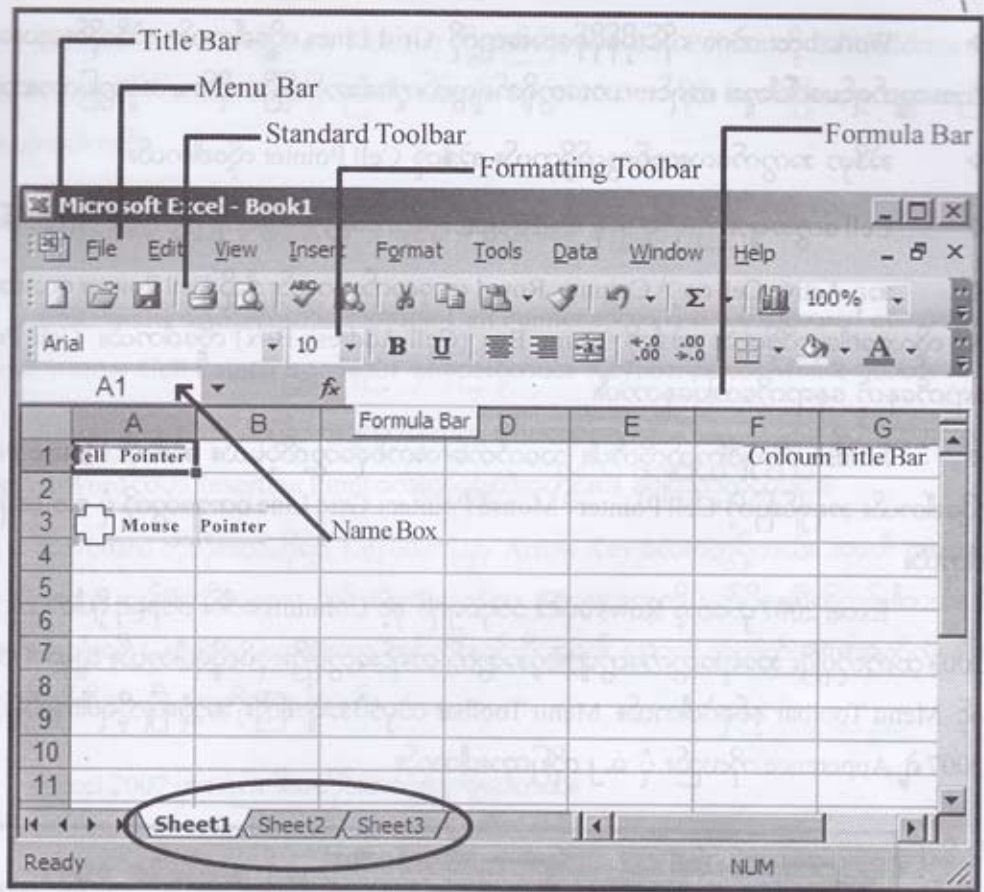 Title Bar
Menu Bar
Standard Toolbar
Formula Bar
Formatting Toolbar
Microsoft Excel - Book1
File Edit View Insert Format Tools Data Window Help
Σ 100%
Arial 10 B U A
A1 fx
Formula Bar
A B D E F G
1 Cell Pointer Coloum Title Bar
2
3 Mouse Pointer Name Box
4
5
6
7
8
9
10
11
Sheet1 Sheet2 Sheet3
Ready NUM